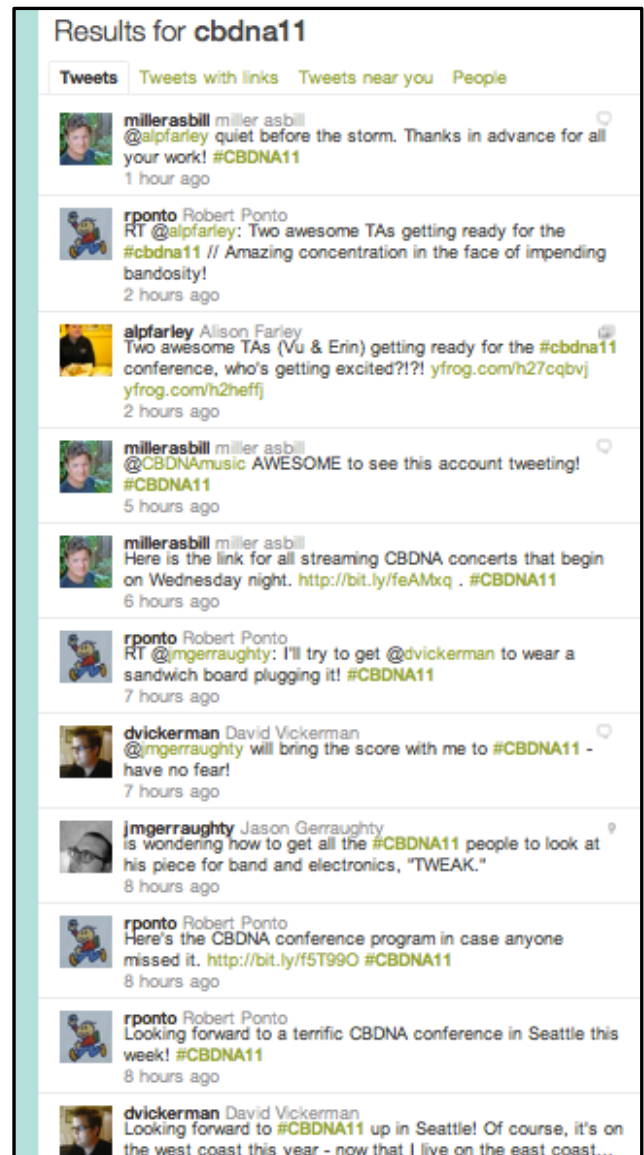 Results for cbdna11
Tweets Tweets with links Tweets near you People
millerasbill miller asbill
@alpfarley quiet before the storm. Thanks in advance for all
your work! #CBDNA11
1 hour ago
rponto Robert Ponto
RT @alpfarley: Two awesome TAs getting ready for the
#cbdna11 // Amazing concentration in the face of impending
bandosity!
2 hours ago
alpfarley Alison Farley
Two awesome TAs (Vu & Erin) getting ready for the #cbdna11
conference, who's getting excited?!?! yfrog.com/h27cqbvj
yfrog.com/h2heffj
2 hours ago
millerasbill miller asbill
@CBDNAmusic AWESOME to see this account tweeting!
#CBDNA11
5 hours ago
millerasbill miller asbill
Here is the link for all streaming CBDNA concerts that begin
on Wednesday night. http://bit.ly/feAMxq . #CBDNA11
6 hours ago
rponto Robert Ponto
RT @jmgerraughty: I'll try to get @dvickerman to wear a
sandwich board plugging it! #CBDNA11
7 hours ago
dvickerman David Vickerman
@jmgerraughty will bring the score with me to #CBDNA11 -
have no fear!
7 hours ago
jmgerraughty Jason Gerraughty
is wondering how to get all the #CBDNA11 people to look at
his piece for band and electronics, "TWEAK."
8 hours ago
rponto Robert Ponto
Here's the CBDNA conference program in case anyone
missed it. http://bit.ly/f5T99O #CBDNA11
8 hours ago
rponto Robert Ponto
Looking forward to a terrific CBDNA conference in Seattle this
week! #CBDNA11
8 hours ago
dvickerman David Vickerman
Looking forward to #CBDNA11 up in Seattle! Of course, it's on
the west coast this year - now that I live on the east coast...